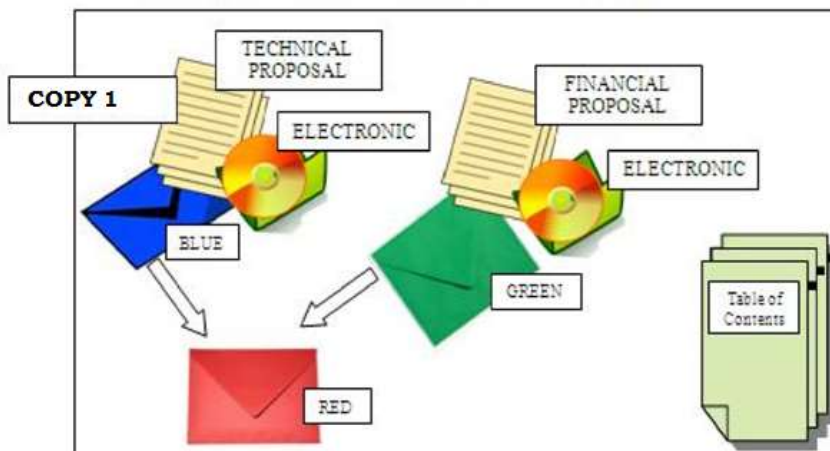 TECHNICAL
PROPOSAL
COPY 1
ELECTRONIC
BLUE
FINANCIAL
PROPOSAL
ELECTRONIC
GREEN
RED
Table of
Contents